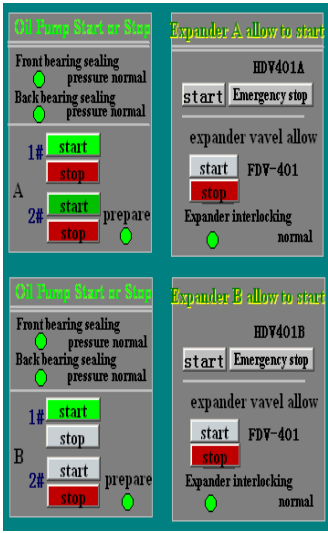 Oil Pump Start or Stop
Front bearing sealing
pressure normal
Back bearing sealing
pressure normal
1# start
stop
A
2# start
stop
prepare
Expander A allow to start
HDV401A
start Emergency stop
expander vavel allow
start FDV-401
stop
Expander interlocking
normal
Oil Pump Start or Stop
Front bearing sealing
pressure normal
Back bearing sealing
pressure normal
1# start
stop
B
2# start
stop
prepare
Expander B allow to start
HDV401B
start Emergency stop
expander vavel allow
start FDV-401
stop
Expander interlocking
normal